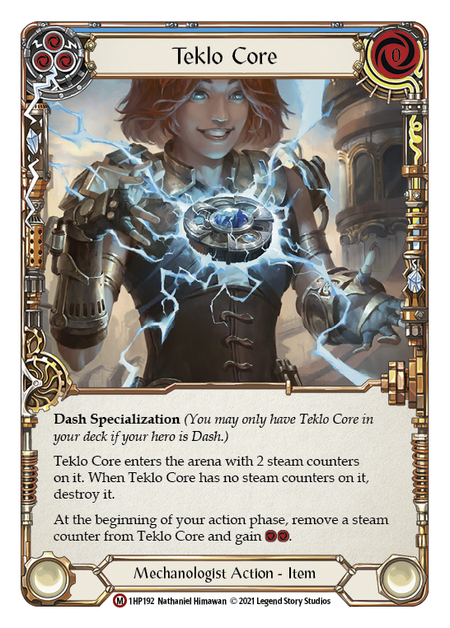 Teklo Core
0
Dash Specialization (You may only have Teklo Core in
your deck if your hero is Dash.)
Teklo Core enters the arena with 2 steam counters
on it. When Teklo Core has no steam counters on it,
destroy it.
At the beginning of your action phase, remove a steam
counter from Teklo Core and gain .
Mechanologist Action - Item
M 1HP192 Nathaniel Himawan © 2021 Legend Story Studios